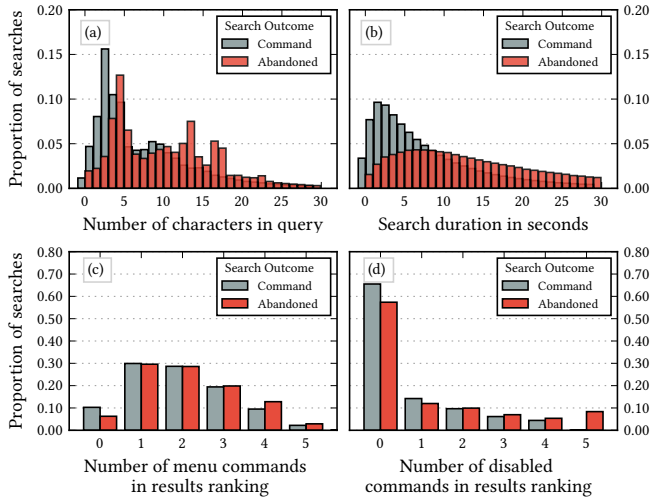 0.20
(a)
Search Outcome
Command
Abandoned
0.15
0.10
0.05
0.00
0 5 10 15 20 25 30
Number of characters in query
Proportion of searches
(b)
Search Outcome
Command
Abandoned
0.20
0.15
0.10
0.05
0.00
0 5 10 15 20 25 30
Search duration in seconds
0.80
(c)
Search Outcome
Command
Abandoned
0.70
0.60
0.50
0.40
0.30
0.20
0.10
0.00
0 1 2 3 4 5
Number of menu commands
in results ranking
Proportion of searches
(d)
Search Outcome
Command
Abandoned
0.80
0.70
0.60
0.50
0.40
0.30
0.20
0.10
0.00
0 1 2 3 4 5
Number of disabled
commands in results ranking